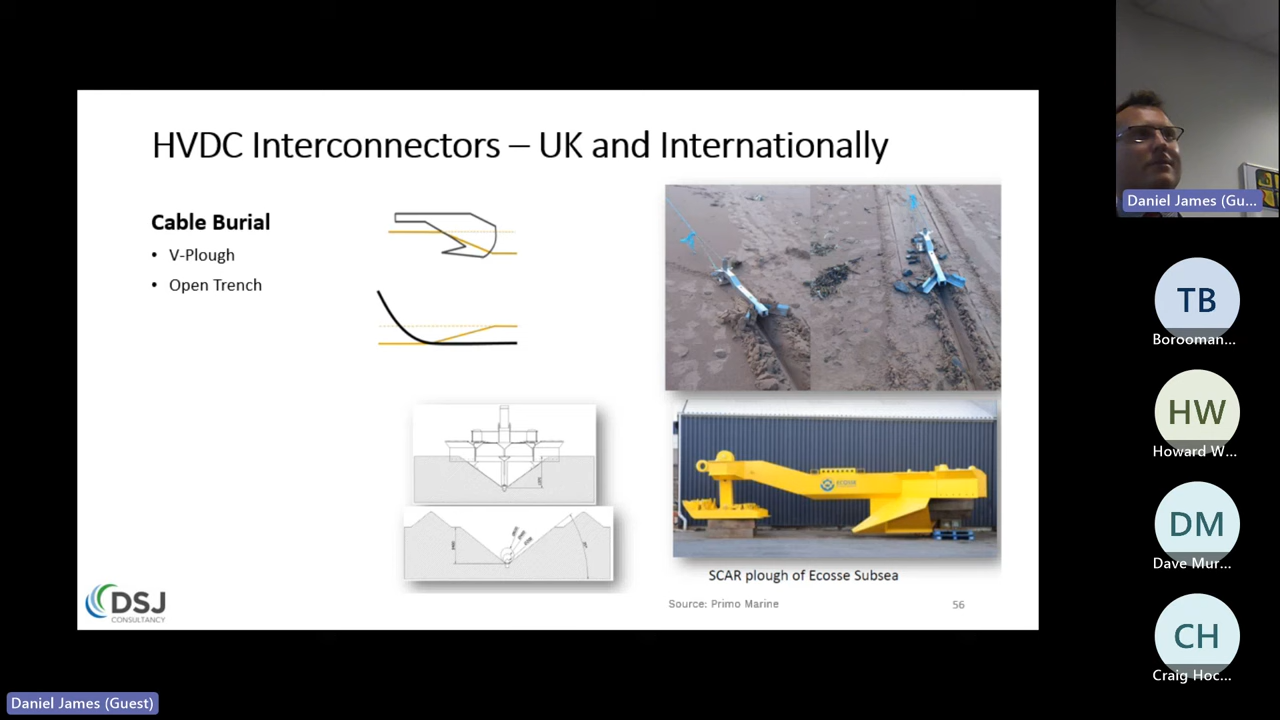 HVDC Interconnectors – UK and Internationally
Cable Burial
• V-Plough
• Open Trench
ECOSSE
SCAR plough of Ecosse Subsea
Source: Primo Marine
56
DSJ
CONSULTANCY
Daniel James (Gu...
TB
Borooman...
HW
Howard W...
DM
Dave Mur...
CH
Craig Hoc...
Daniel James (Guest)